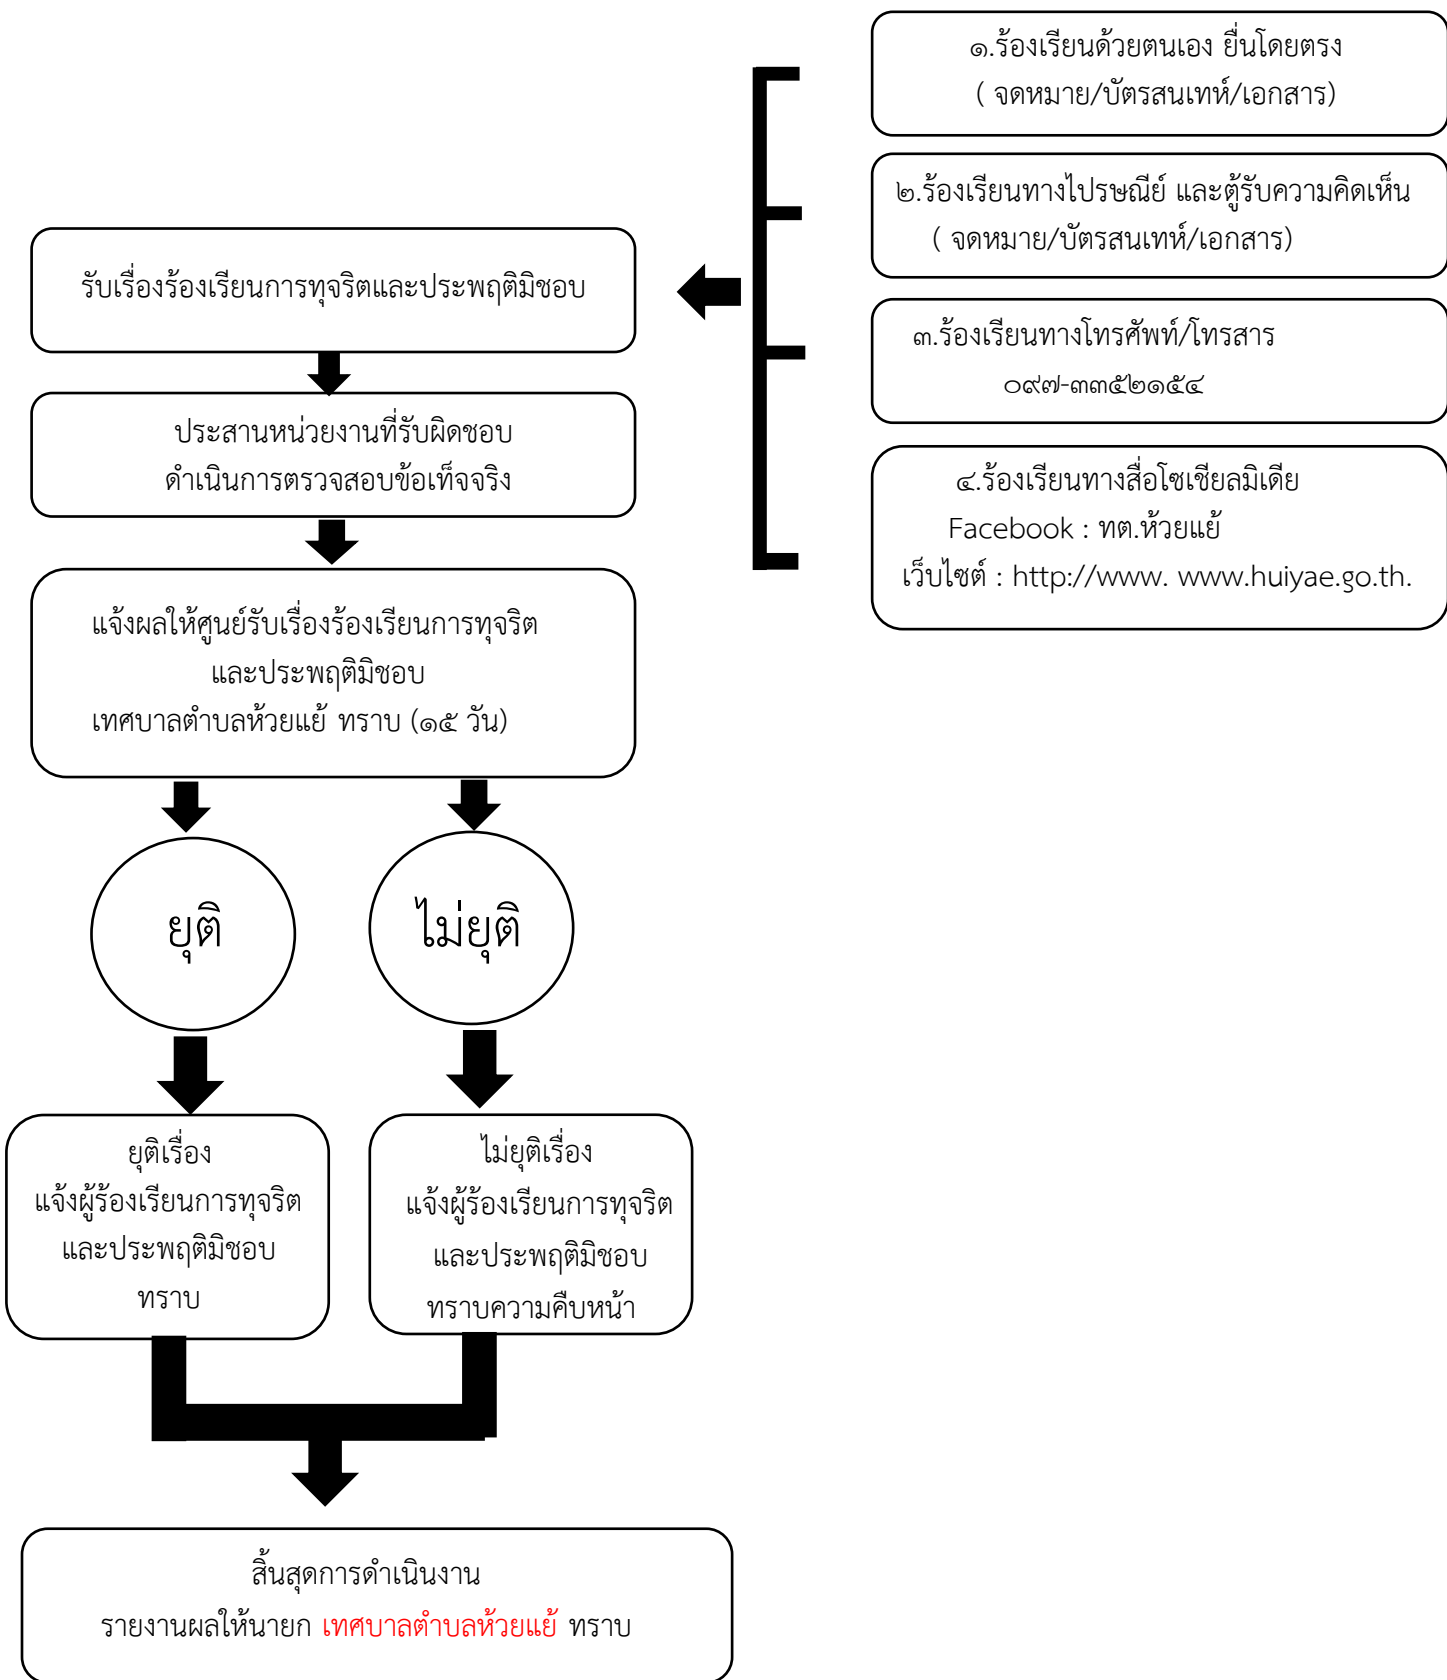 ๑.ร้องเรียนด้วยตนเอง ยื่นโดยตรง
( จดหมาย/บัตรสนเทห์/เอกสาร)
๒.ร้องเรียนทางไปรษณีย์ และตู้รับความคิดเห็น
( จดหมาย/บัตรสนเทห์/เอกสาร)
๓.ร้องเรียนทางโทรศัพท์/โทรสาร
๐๙๗-๓๓๕๒๑๕๔
๔.ร้องเรียนทางสื่อโซเชียลมิเดีย
Facebook : ทต.ห้วยแย้
เว็บไซต์ : http://www. www.huiyae.go.th.
รับเรื่องร้องเรียนการทุจริตและประพฤติมิชอบ
ประสานหน่วยงานที่รับผิดชอบ
ดำเนินการตรวจสอบข้อเท็จจริง
แจ้งผลให้ศูนย์รับเรื่องร้องเรียนการทุจริต
และประพฤติมิชอบ
เทศบาลตำบลห้วยแย้ ทราบ (๑๕ วัน)
ยุติ
ไม่ยุติ
ยุติเรื่อง
แจ้งผู้ร้องเรียนการทุจริต
และประพฤติมิชอบ
ทราบ
ไม่ยุติเรื่อง
แจ้งผู้ร้องเรียนการทุจริต
และประพฤติมิชอบ
ทราบความคืบหน้า
สิ้นสุดการดำเนินงาน
รายงานผลให้นายก เทศบาลตำบลห้วยแย้ ทราบ